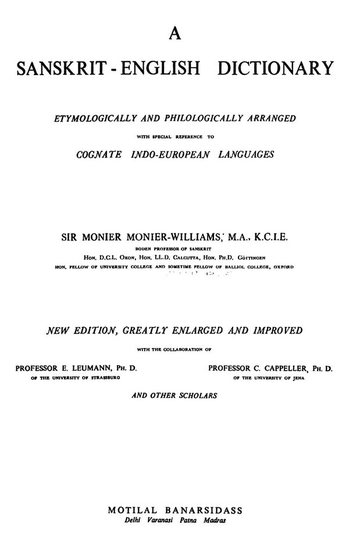 A
SANSKRIT - ENGLISH DICTIONARY
ETYMOLOGICALLY AND PHILOLOGICALLY ARRANGED
WITH SPECIAL REFERENCE TO
COGNATE INDO-EUROPEAN LANGUAGES
SIR MONIER MONIER-WILLIAMS, M.A., K.C.I.E.
BODEN PROFESSOR OF SANSKRIT
HON. D.C.L. OXON, HON. LL.D. CALCUTTA, HON. PH.D. GÖTTINGEN
HON. FELLOW OF UNIVERSITY COLLEGE AND SOMETIME FELLOW OF BALLIOL COLLEGE, OXFORD
NEW EDITION, GREATLY ENLARGED AND IMPROVED
WITH THE COLLABORATION OF
PROFESSOR E. LEUMANN, PH. D.
OF THE UNIVERSITY OF STRASSBURG
PROFESSOR C. CAPPELLER, PH. D.
OF THE UNIVERSITY OF JENA
AND OTHER SCHOLARS
MOTILAL BANARSIDASS
Delhi Varanasi Patna Madras